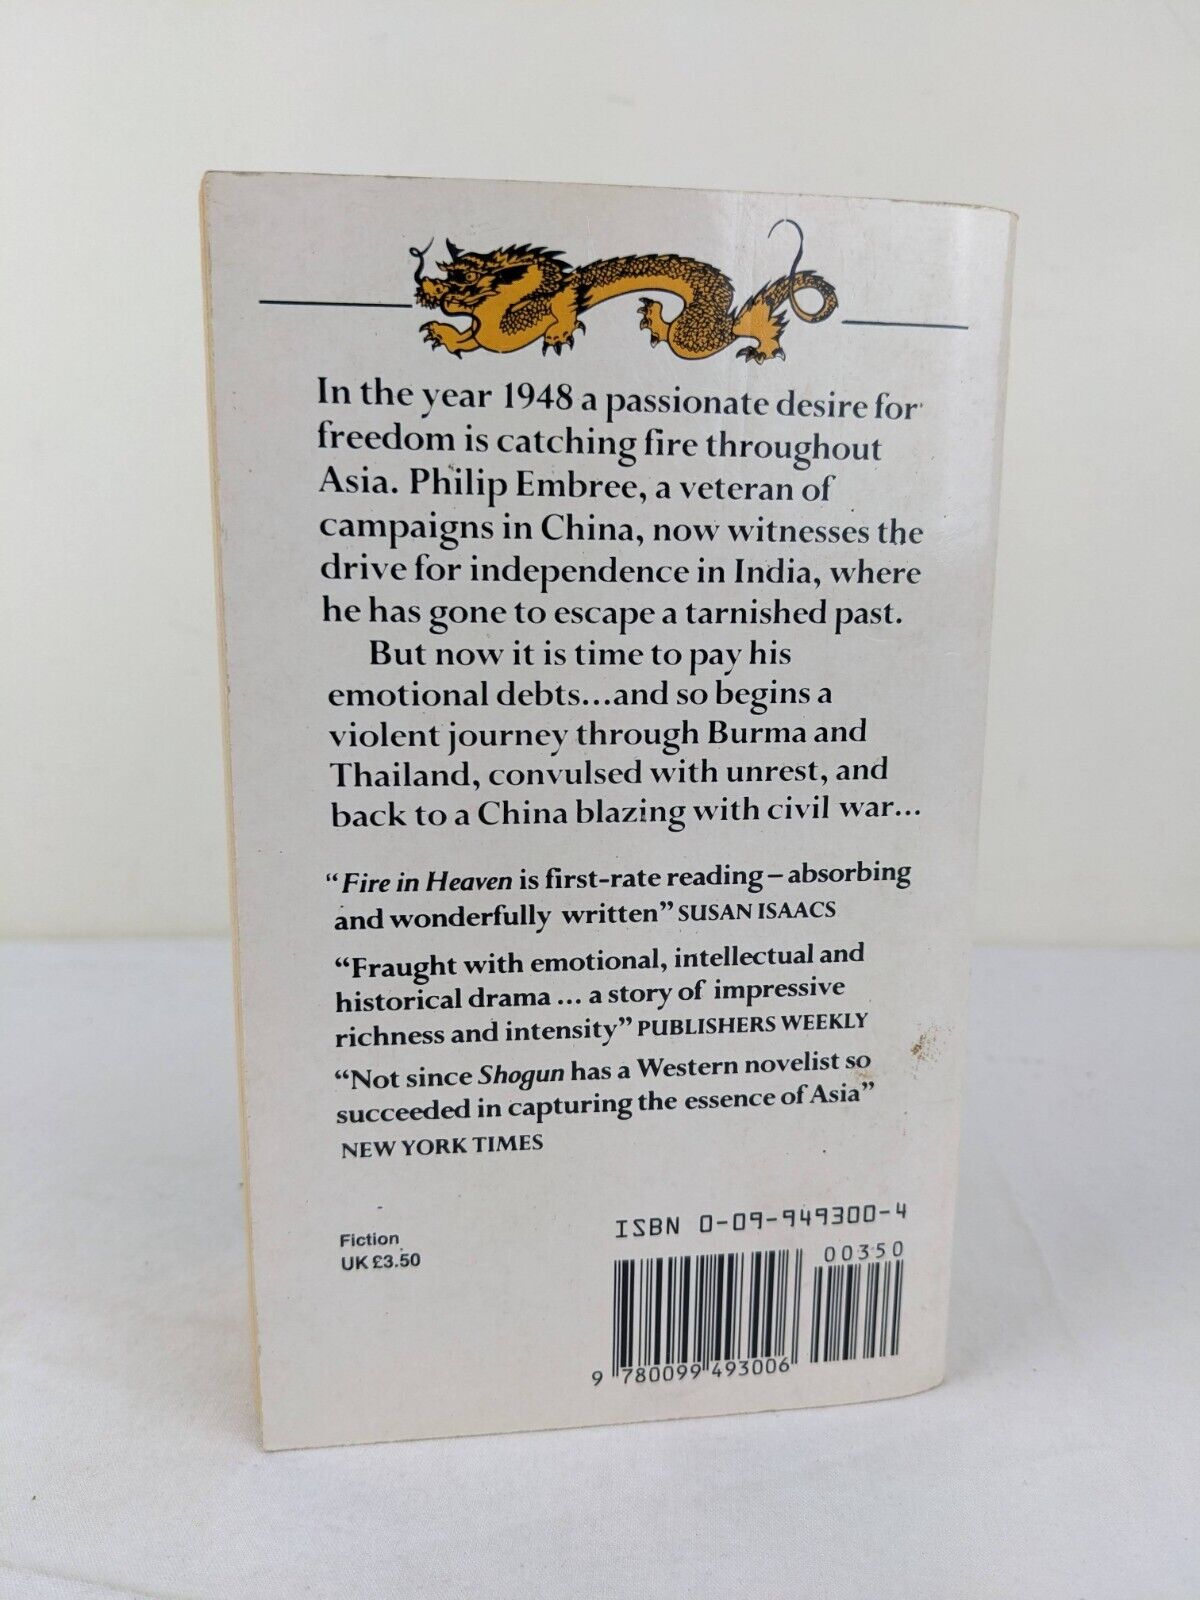 In the year 1948 a passionate desire for
freedom is catching fire throughout
Asia. Philip Embree, a veteran of
campaigns in China, now witnesses the
drive for independence in India, where
he has gone to escape a tarnished past.
But now it is time to pay his
emotional debts...and so begins a
violent journey through Burma and
Thailand, convulsed with unrest, and
back to a China blazing with civil war...
“Fire in Heaven is first-rate reading – absorbing
and wonderfully written” SUSAN ISAACS
“Fraught with emotional, intellectual and
historical drama ... a story of impressive
richness and intensity” PUBLISHERS WEEKLY
“Not since Shogun has a Western novelist so
succeeded in capturing the essence of Asia”
NEW YORK TIMES
Fiction
UK £3.50
ISBN 0-09-949300-4
00350
9 780099 493006